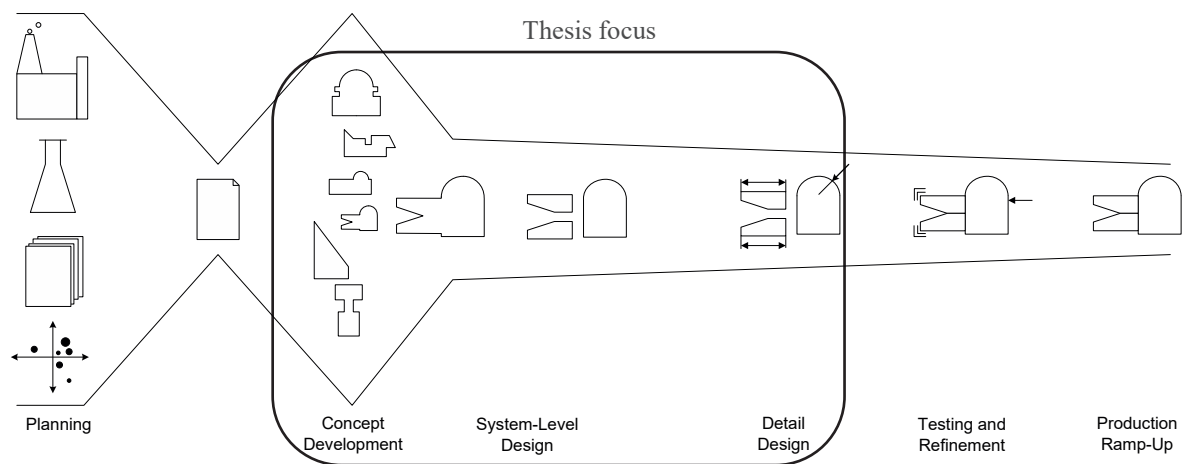 Thesis focus
Planning
Concept
Development
System-Level
Design
Detail
Design
Testing and
Refinement
Production
Ramp-Up